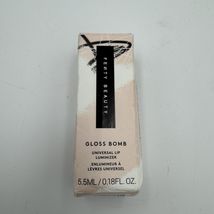 FENTY BEAUTY
GLOSS BOMB
UNIVERSAL LIP
LUMINIZER
ENLUMINEUR À
LÈVRES UNIVERSEL
5.5ML / 0.18FL. OZ.